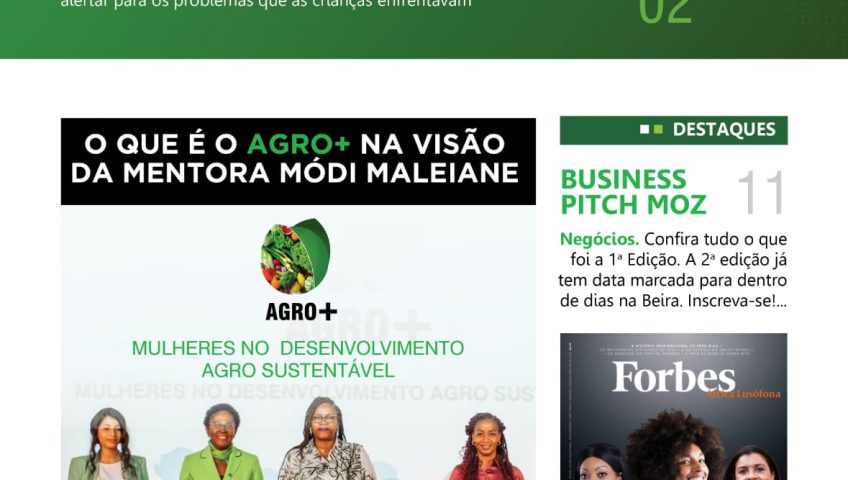 alertar para os problemas que as crianças enfrentavam
02
O QUE É O AGRO+ NA VISÃO
DA MENTORA MÓDI MALEIANE
AGRO+
MULHERES NO DESENVOLVIMENTO
AGRO SUSTENTÁVEL
AGRO+
MULHERES NO DESENVOLVIMENTO AGRO SUST
DESTAQUES
BUSINESS
PITCH MOZ
11
Negócios. Confira tudo o que
foi a 1ª Edição. A 2ª edição já
tem data marcada para dentro
de dias na Beira. Inscreva-se!...
Forbes
África Lusófona